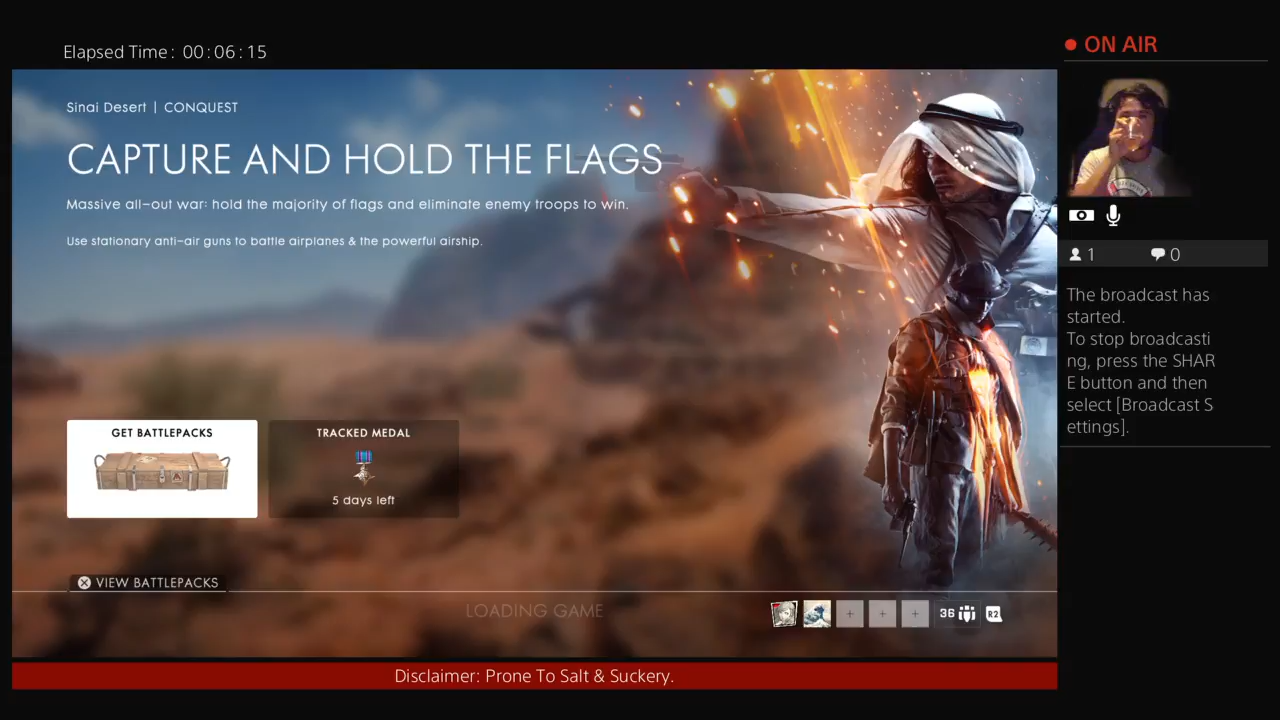 Elapsed Time: 00:06:15
ON AIR
Sinai Desert | CONQUEST
CAPTURE AND HOLD THE FLAGS
Massive all-out war: hold the majority of flags and eliminate enemy troops to win.
Use stationary anti-air guns to battle airplanes & the powerful airship.
1
0
The broadcast has
started.
To stop broadcasti
ng, press the SHAR
E button and then
select [Broadcast S
ettings].
GET BATTLEPACKS
TRACKED MEDAL
5 days left
VIEW BATTLEPACKS
LOADING GAME
36
R2
Disclaimer: Prone To Salt & Suckery.